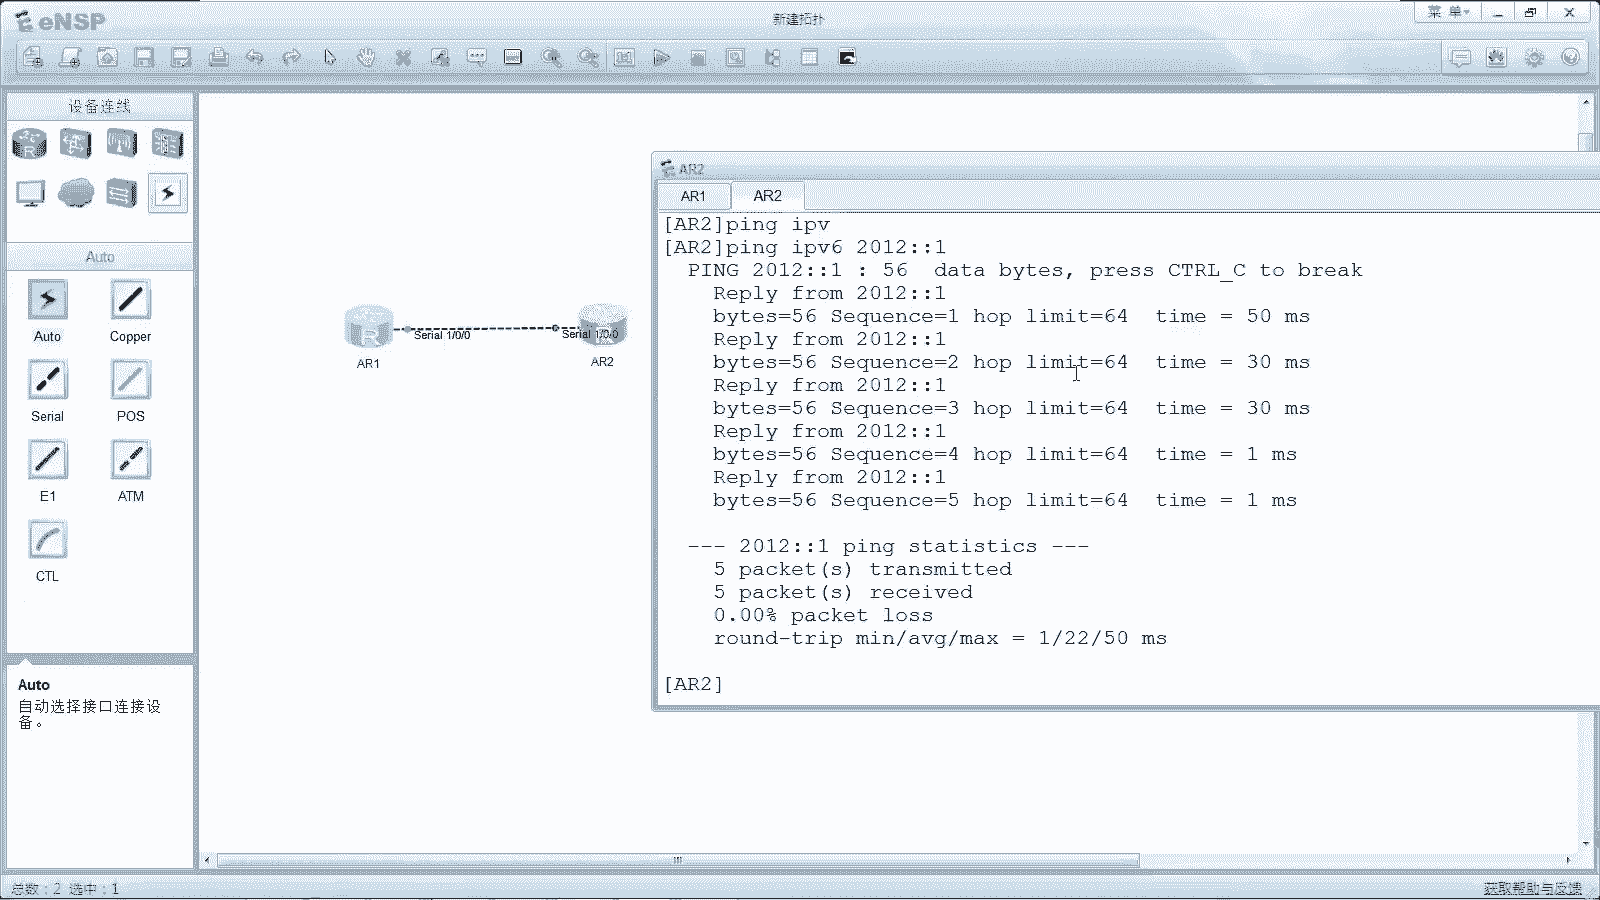 eNSP
新建拓扑
菜 单
设备连线
Auto
Auto
Copper
Serial
POS
E1
ATM
CTL
Auto
自动选择接口连接设
备。
R
AR1
Serial 1/0/0
Serial 1/0/0
AR2
AR2
AR1
AR2
[AR2]ping ipv
[AR2]ping ipv6 2012::1
PING 2012::1 : 56  data bytes, press CTRL_C to break
Reply from 2012::1
bytes=56 Sequence=1 hop limit=64  time = 50 ms
Reply from 2012::1
bytes=56 Sequence=2 hop limit=64  time = 30 ms
Reply from 2012::1
bytes=56 Sequence=3 hop limit=64  time = 30 ms
Reply from 2012::1
bytes=56 Sequence=4 hop limit=64  time = 1 ms
Reply from 2012::1
bytes=56 Sequence=5 hop limit=64  time = 1 ms
--- 2012::1 ping statistics ---
5 packet(s) transmitted
5 packet(s) received
0.00% packet loss
round-trip min/avg/max = 1/22/50 ms
[AR2]
总数：2 选中：1
获取帮助与反馈